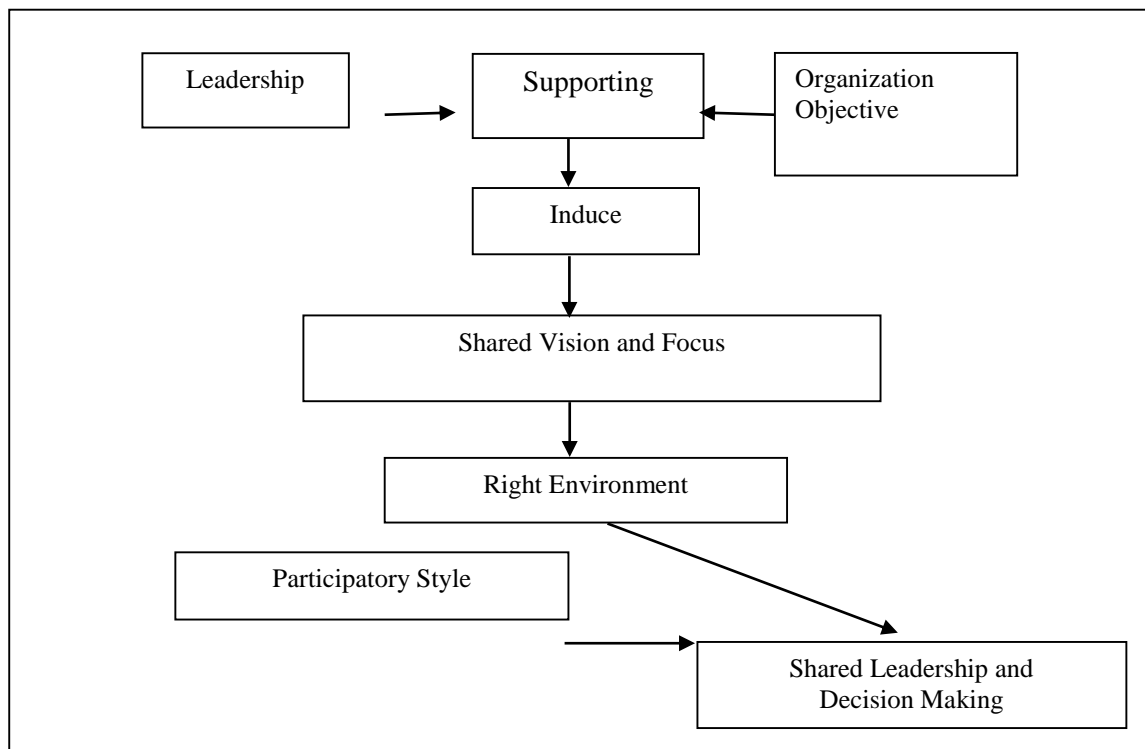 Leadership
Supporting
Organization
Objective
Induce
Shared Vision and Focus
Right Environment
Participatory Style
Shared Leadership and
Decision Making